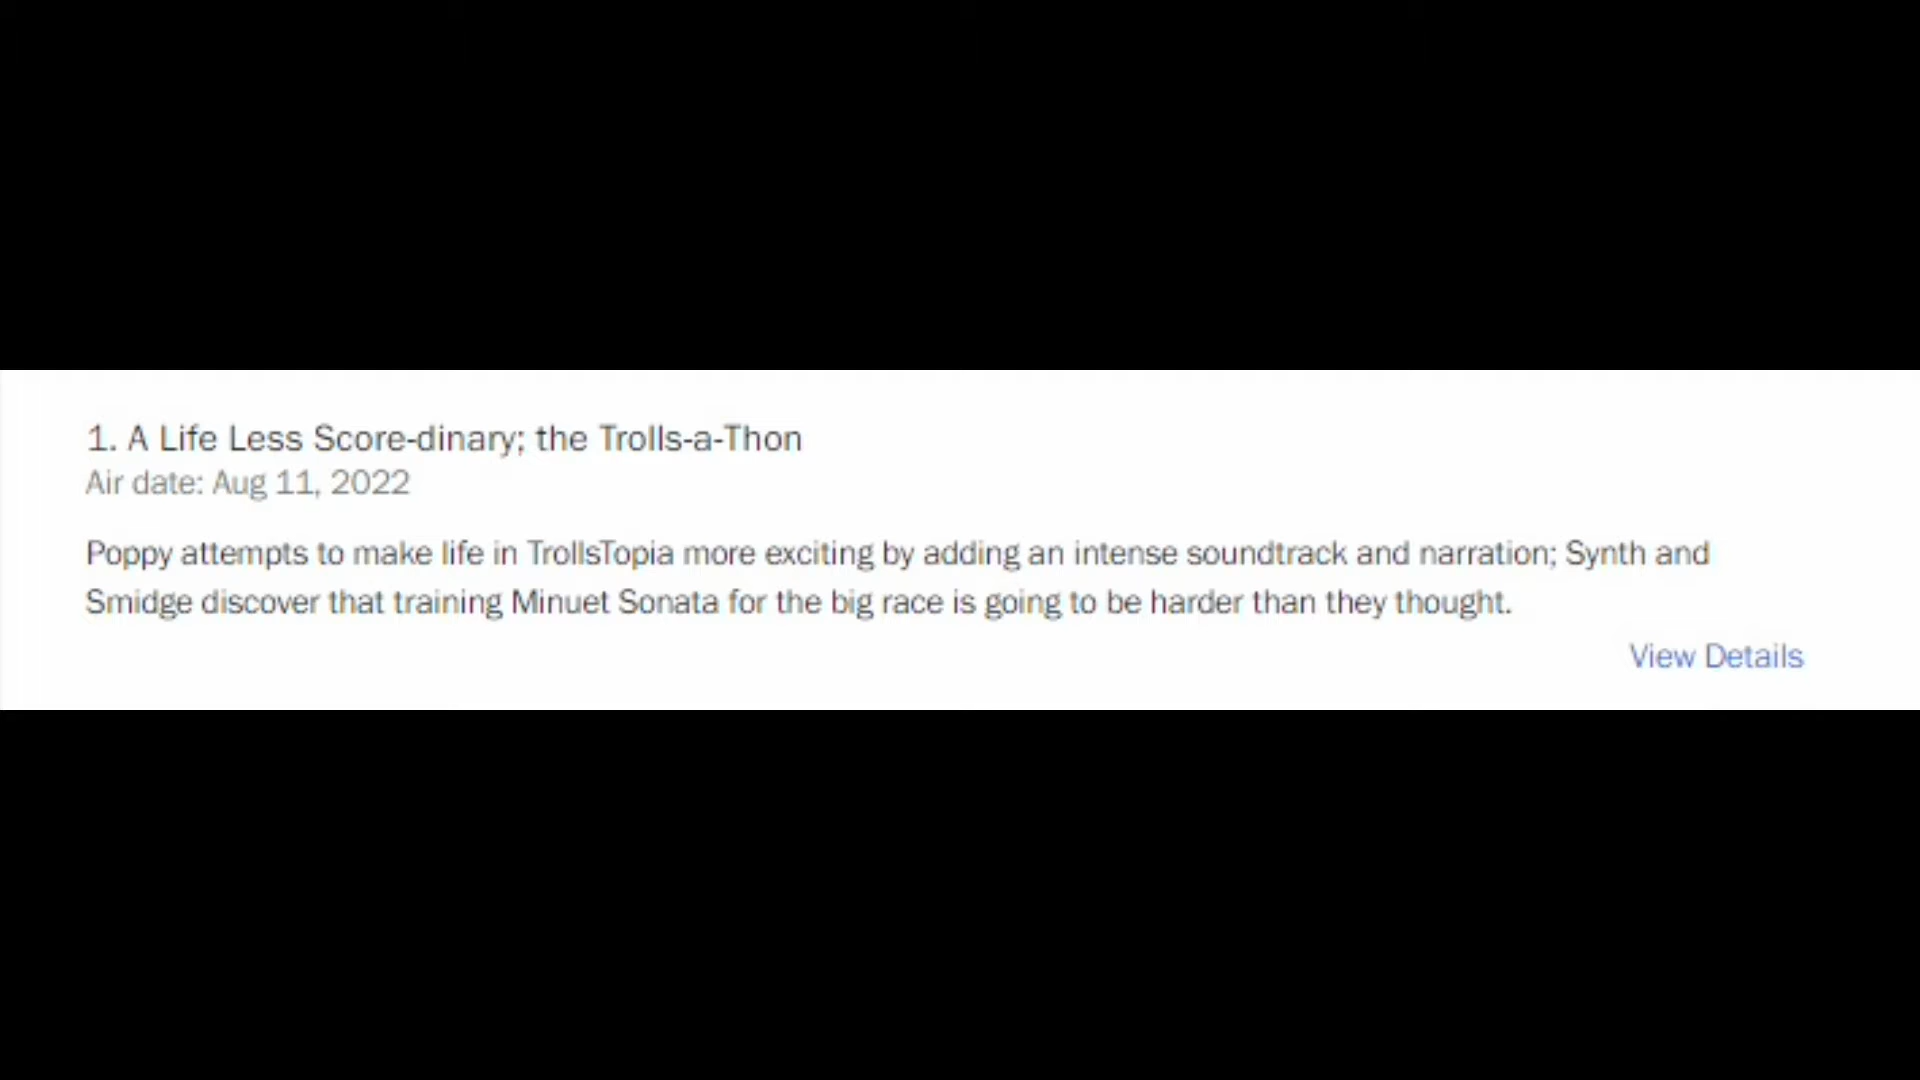 1. A Life Less Score-dinary; the Trolls-a-Thon
Air date: Aug 11, 2022
Poppy attempts to make life in TrollsTopia more exciting by adding an intense soundtrack and narration; Synth and
Smidge discover that training Minuet Sonata for the big race is going to be harder than they thought.
View Details